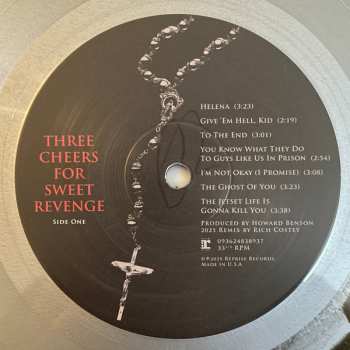 THREE
CHEERS
FOR
SWEET
REVENGE
SIDE ONE
HELENA (3:23)
GIVE 'EM HELL, KID (2:19)
TO THE END (3:01)
YOU KNOW WHAT THEY DO
TO GUYS LIKE US IN PRISON (2:54)
I'M NOT OKAY (I PROMISE) (3:08)
THE GHOST OF YOU (3:23)
THE JETSET LIFE IS
GONNA KILL YOU (3:38)
PRODUCED BY HOWARD BENSON
2025 REMIX BY RICH COSTEY
093624838937
33⅓ RPM
©℗2025 REPRISE RECORDS,
MADE IN U.S.A